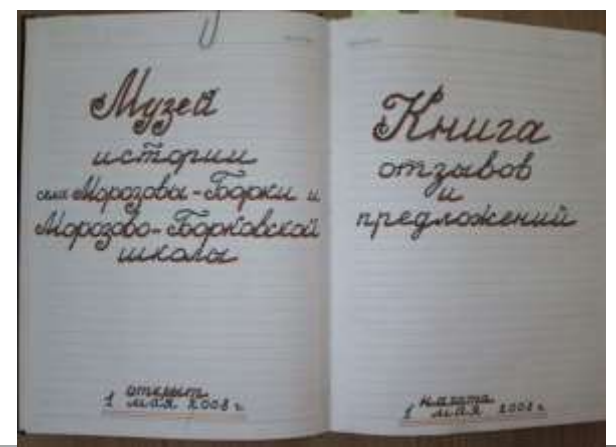 Музей
истории
села Морозовы-Борки и
Морозово-Борковской
школы
открыт
1 мая 2008 г.
Книга
отзывов
и
предложений
начата
1 мая 2008 г.